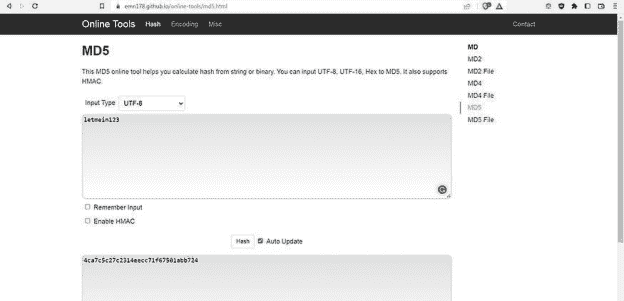 emn178.github.io/online-tools/md5.html
Online Tools Hash Encoding Misc Contact
MD5
This MD5 online tool helps you calculate hash from string or binary. You can input UTF-8, UTF-16, Hex to MD5. It also supports
HMAC.
Input Type UTF-8
letmein123
Remember Input
Enable HMAC
Hash Auto Update
MD
MD2
MD2 File
MD4
MD4 File
MD5
MD5 File